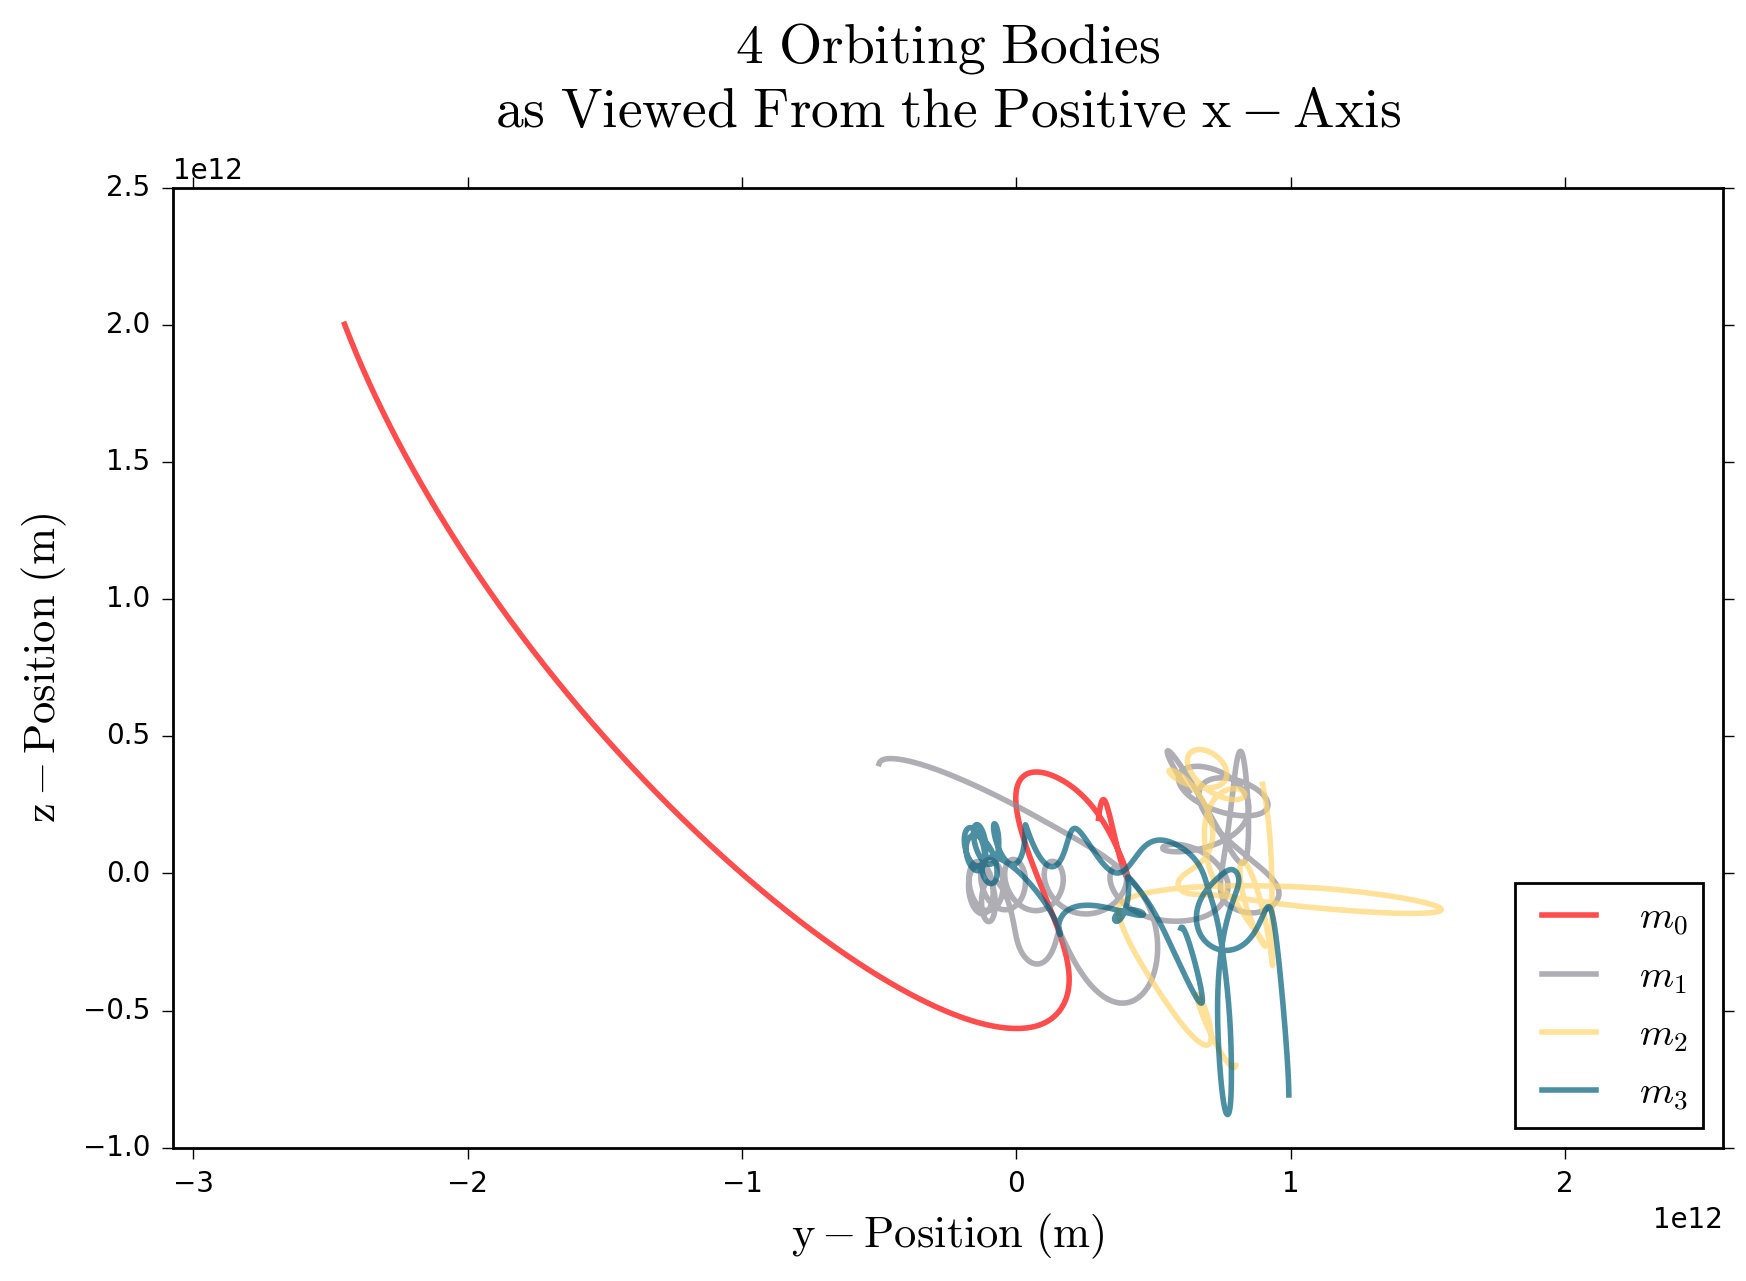 4 Orbiting Bodies
as Viewed From the Positive x − Axis
1e12
2.5
2.0
1.5
1.0
0.5
0.0
−0.5
−1.0
z − Position (m)
m₀
m₁
m₂
m₃
−3 −2 −1 0 1 2
1e12
y − Position (m)